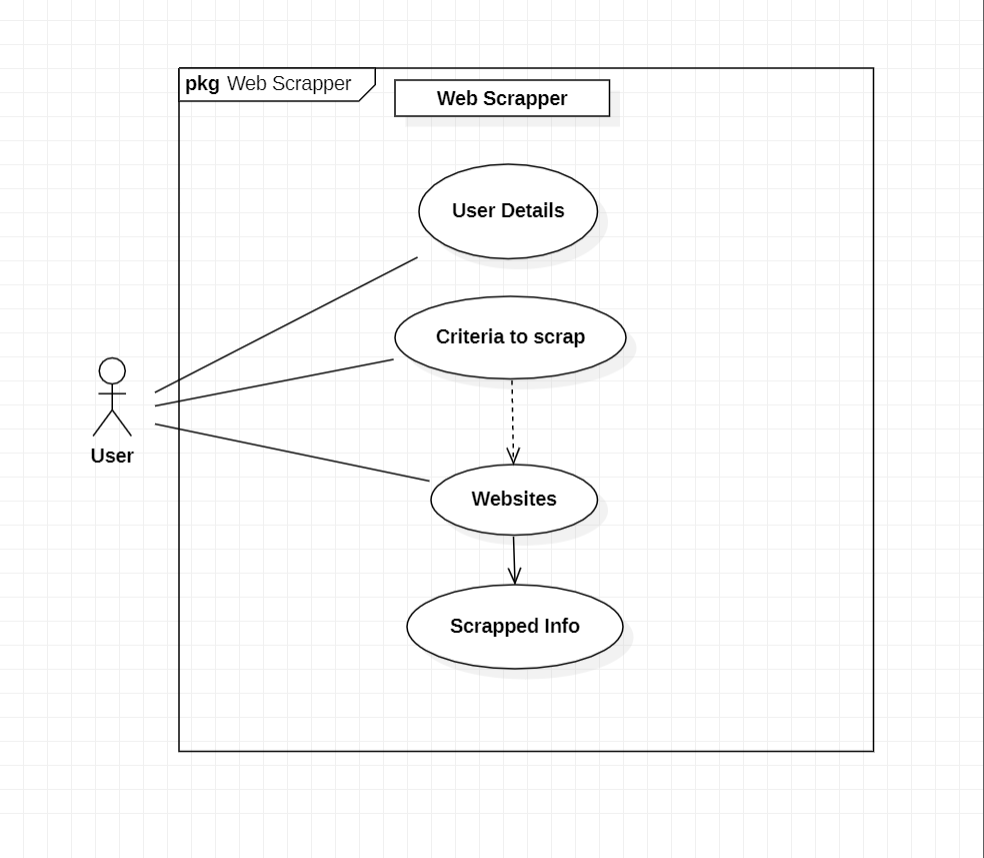 pkg Web Scrapper
Web Scrapper
User Details
Criteria to scrap
User
Websites
Scrapped Info